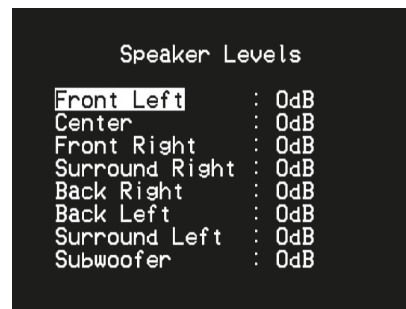 Speaker Levels
Front Left : 0dB
Center : 0dB
Front Right : 0dB
Surround Right : 0dB
Back Right : 0dB
Back Left : 0dB
Surround Left : 0dB
Subwoofer : 0dB